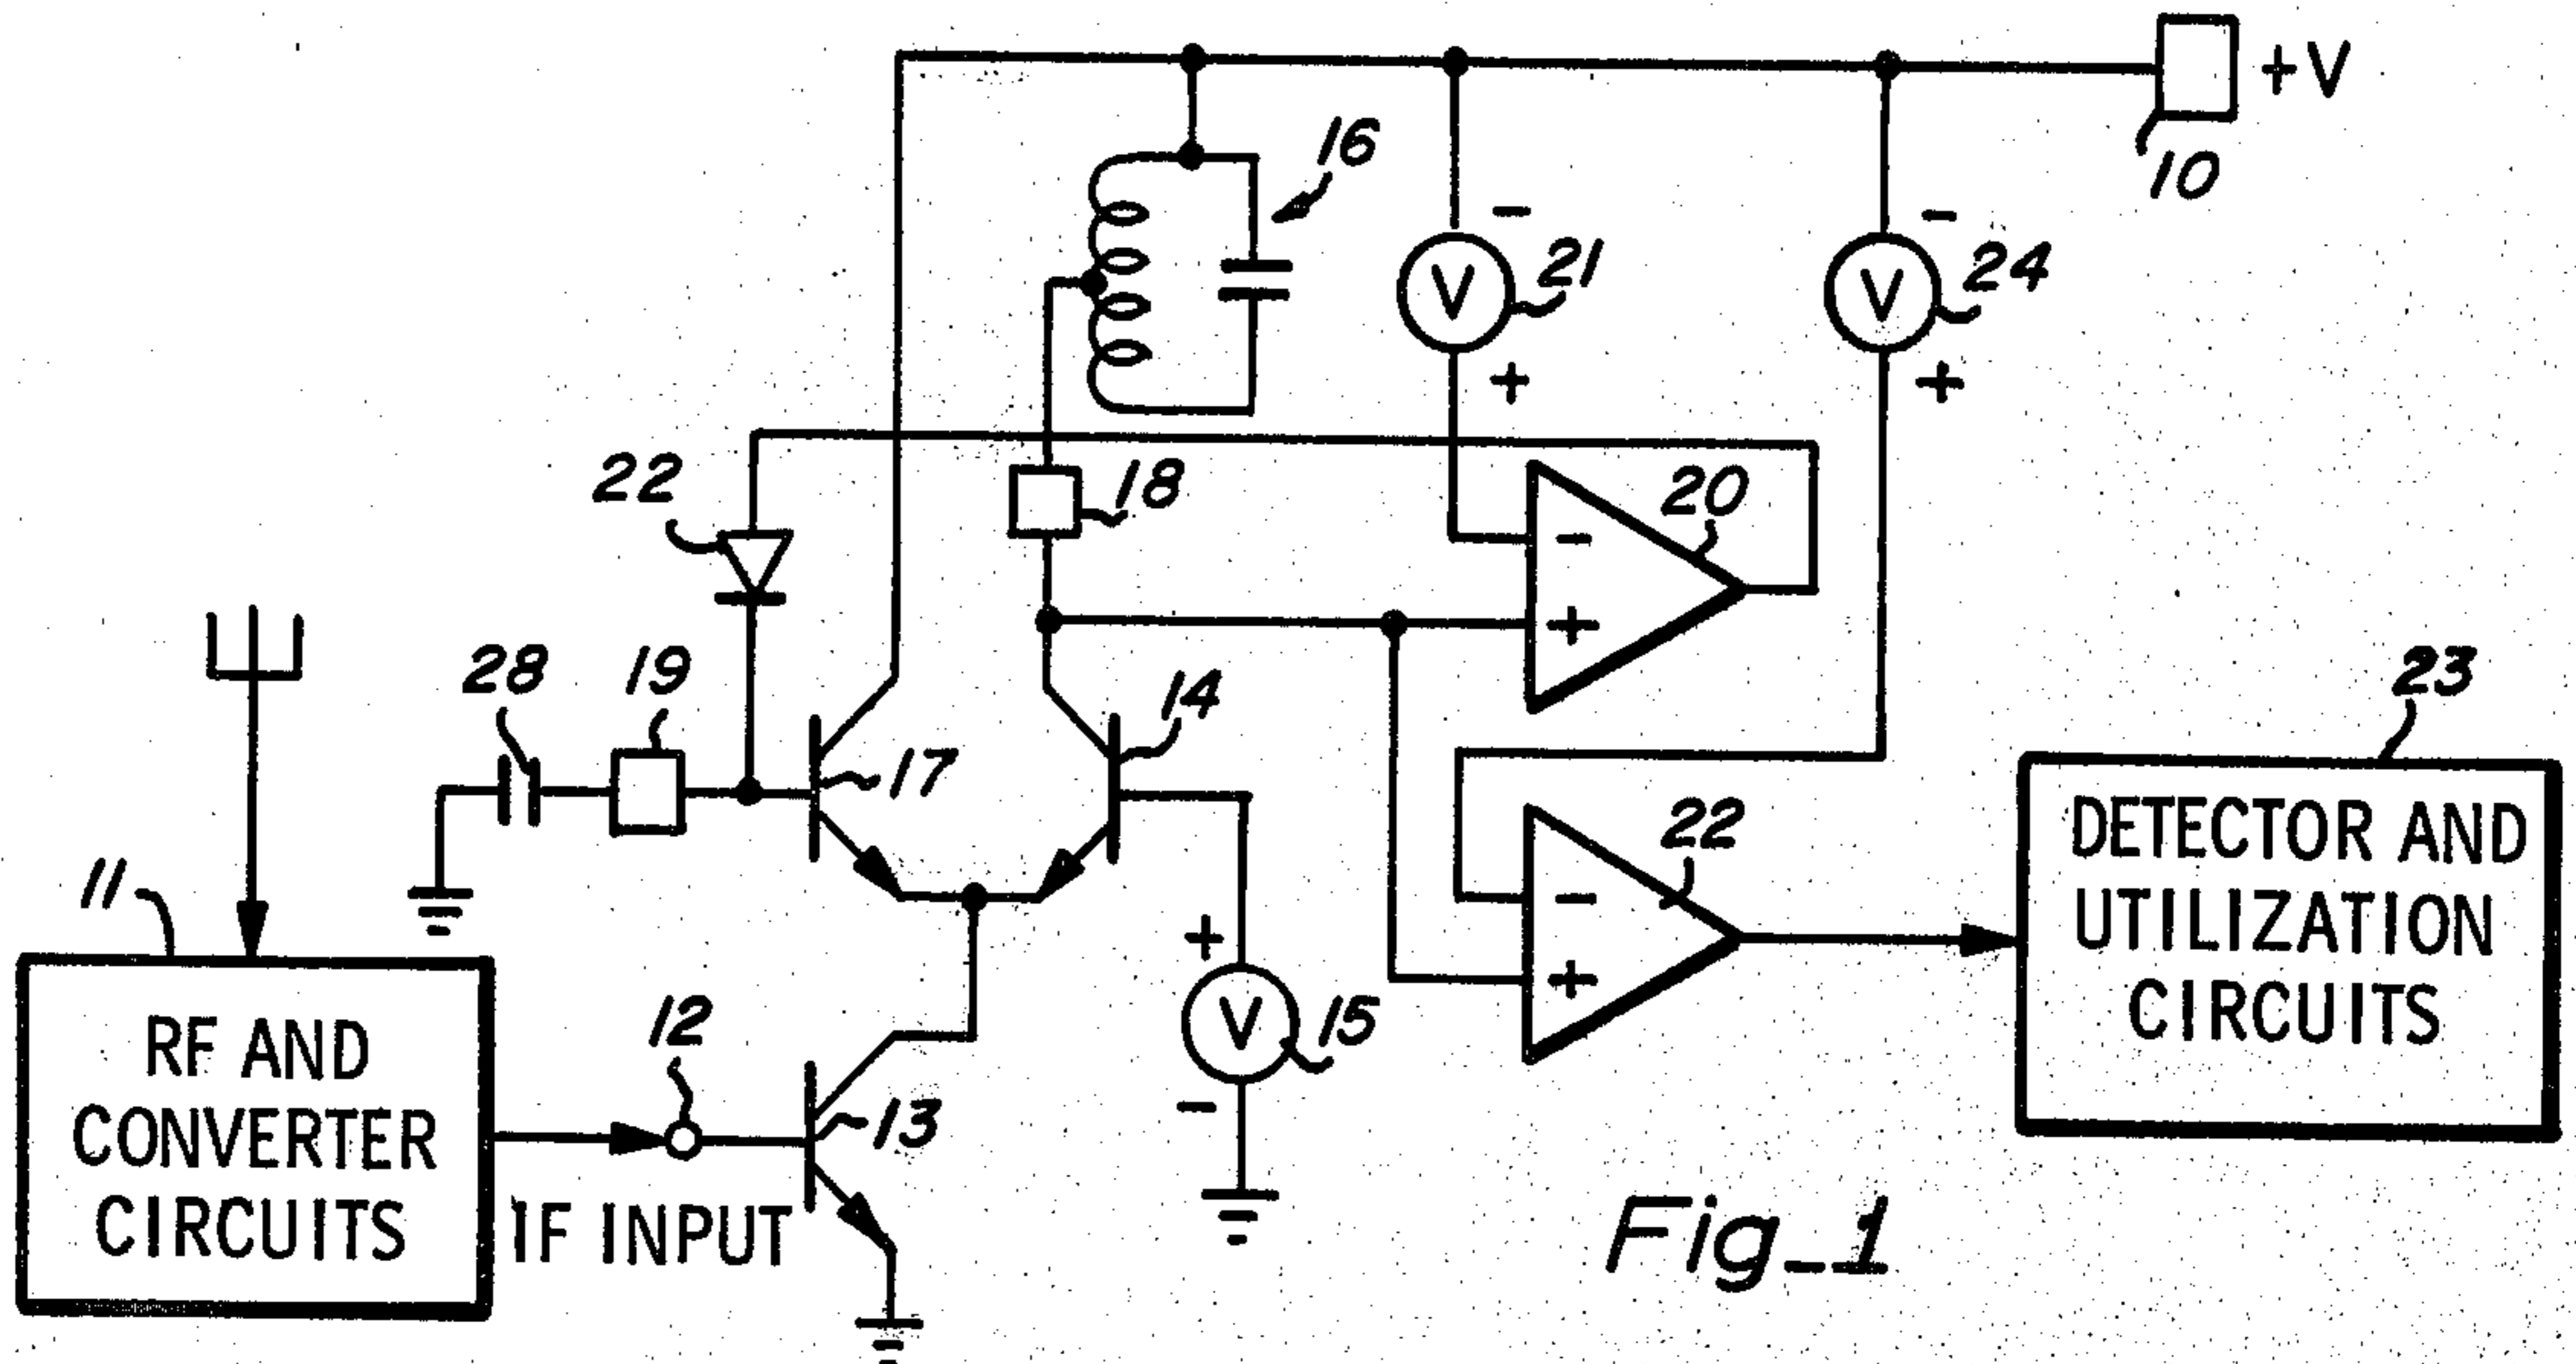 +V
10
16
-
V
21
+
-
V
24
+
22
18
20
-
+
28
19
17
14
23
DETECTOR AND
UTILIZATION
CIRCUITS
22
-
+
11
RF AND
CONVERTER
CIRCUITS
12
IF INPUT
13
+
V
15
-
Fig_1